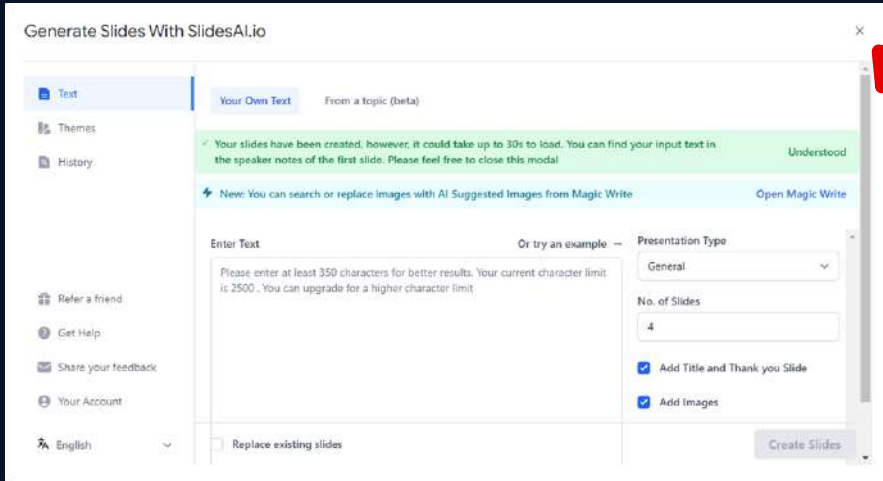 Generate Slides With SlidesAI.io
Text
Themes
History
Refer a friend
Get Help
Share your feedback
Your Account
English
Your Own Text
From a topic (beta)
Your slides have been created, however, it could take up to 30s to load. You can find your input text in
the speaker notes of the first slide. Please feel free to close this modal
Understood
New: You can search or replace images with AI Suggested Images from Magic Write
Open Magic Write
Enter Text
Or try an example →
Please enter at least 350 characters for better results. Your current character limit
is 2500 . You can upgrade for a higher character limit
Replace existing slides
Presentation Type
General
No. of Slides
4
Add Title and Thank you Slide
Add Images
Create Slides